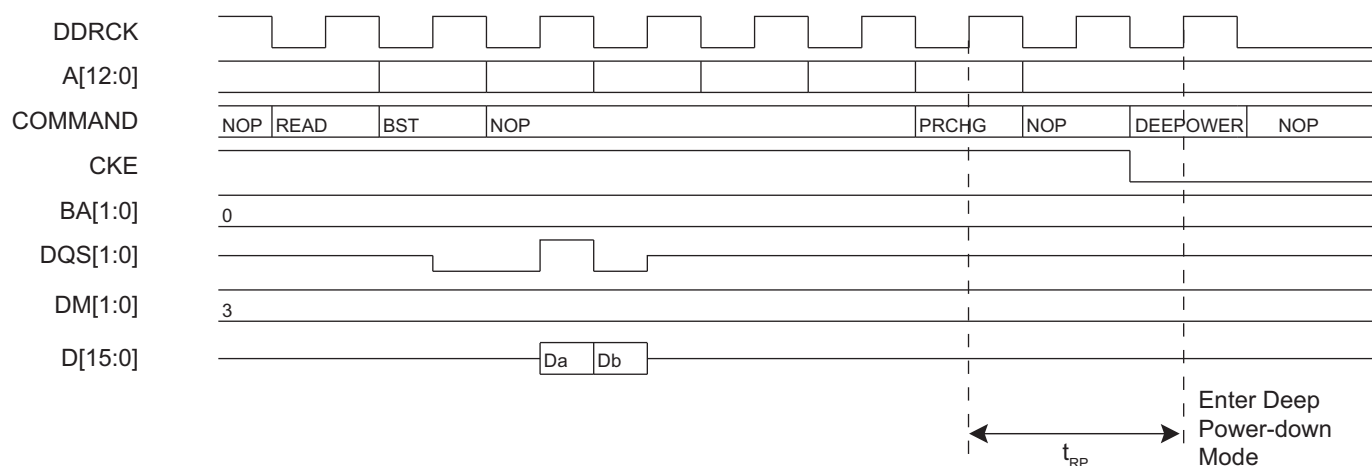 DDRCK
A[12:0]
COMMAND NOP READ BST NOP PRCHG NOP DEEPOWER NOP
CKE
BA[1:0] 0
DQS[1:0]
DM[1:0] 3
D[15:0] Da Db
tRP
Enter Deep
Power-down
Mode